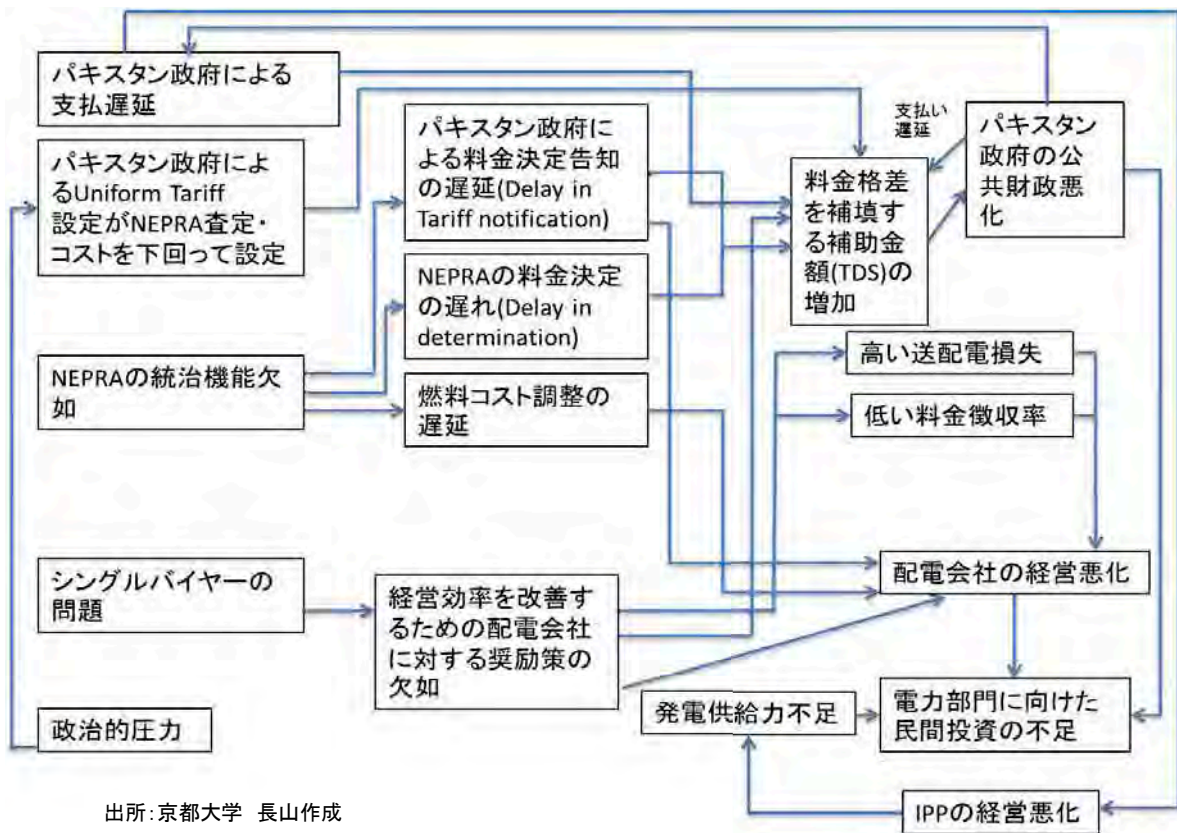 パキスタン政府による
支払遅延
パキスタン政府によ
るUniform Tariff
設定がNEPRA査定・
コストを下回って設定
NEPRAの統治機能欠
如
シングルバイヤーの
問題
政治的圧力
パキスタン政府に
よる料金決定告知
の遅延(Delay in
Tariff notification)
NEPRAの料金決定
の遅れ(Delay in
determination)
燃料コスト調整の
遅延
経営効率を改善す
るための配電会社
に対する奨励策の
欠如
料金格差
を補填す
る補助金
額(TDS)の
増加
支払い
遅延
パキスタン
政府の公
共財政悪
化
高い送配電損失
低い料金徴収率
配電会社の経営悪化
発電供給力不足
電力部門に向けた
民間投資の不足
IPPの経営悪化
出所:京都大学 長山作成